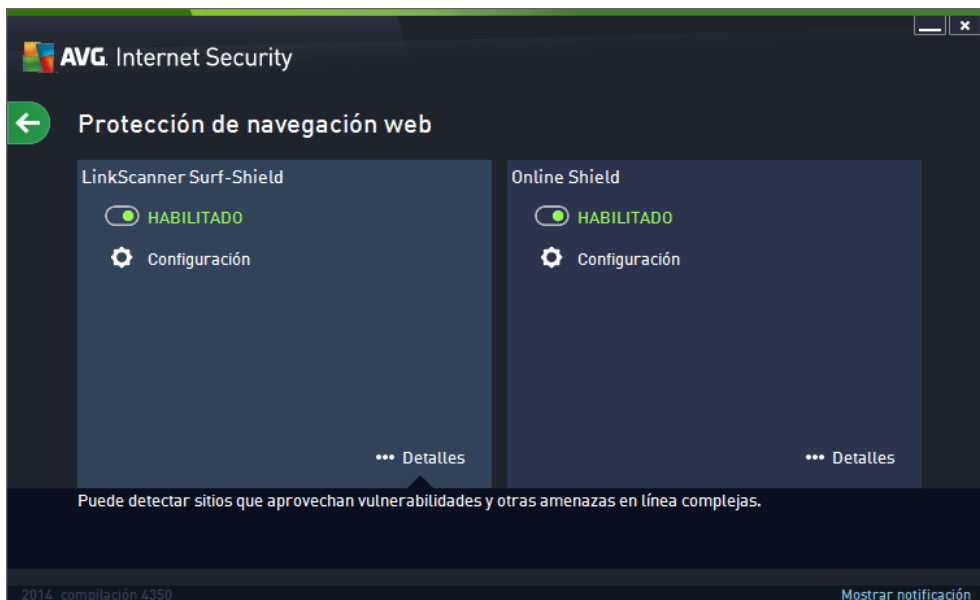 AVG. Internet Security
Protección de navegación web
LinkScanner Surf-Shield
HABILITADO
Configuración
••• Detalles
Online Shield
HABILITADO
Configuración
••• Detalles
Puede detectar sitios que aprovechan vulnerabilidades y otras amenazas en línea complejas.
2014 compilación 4350
Mostrar notificación